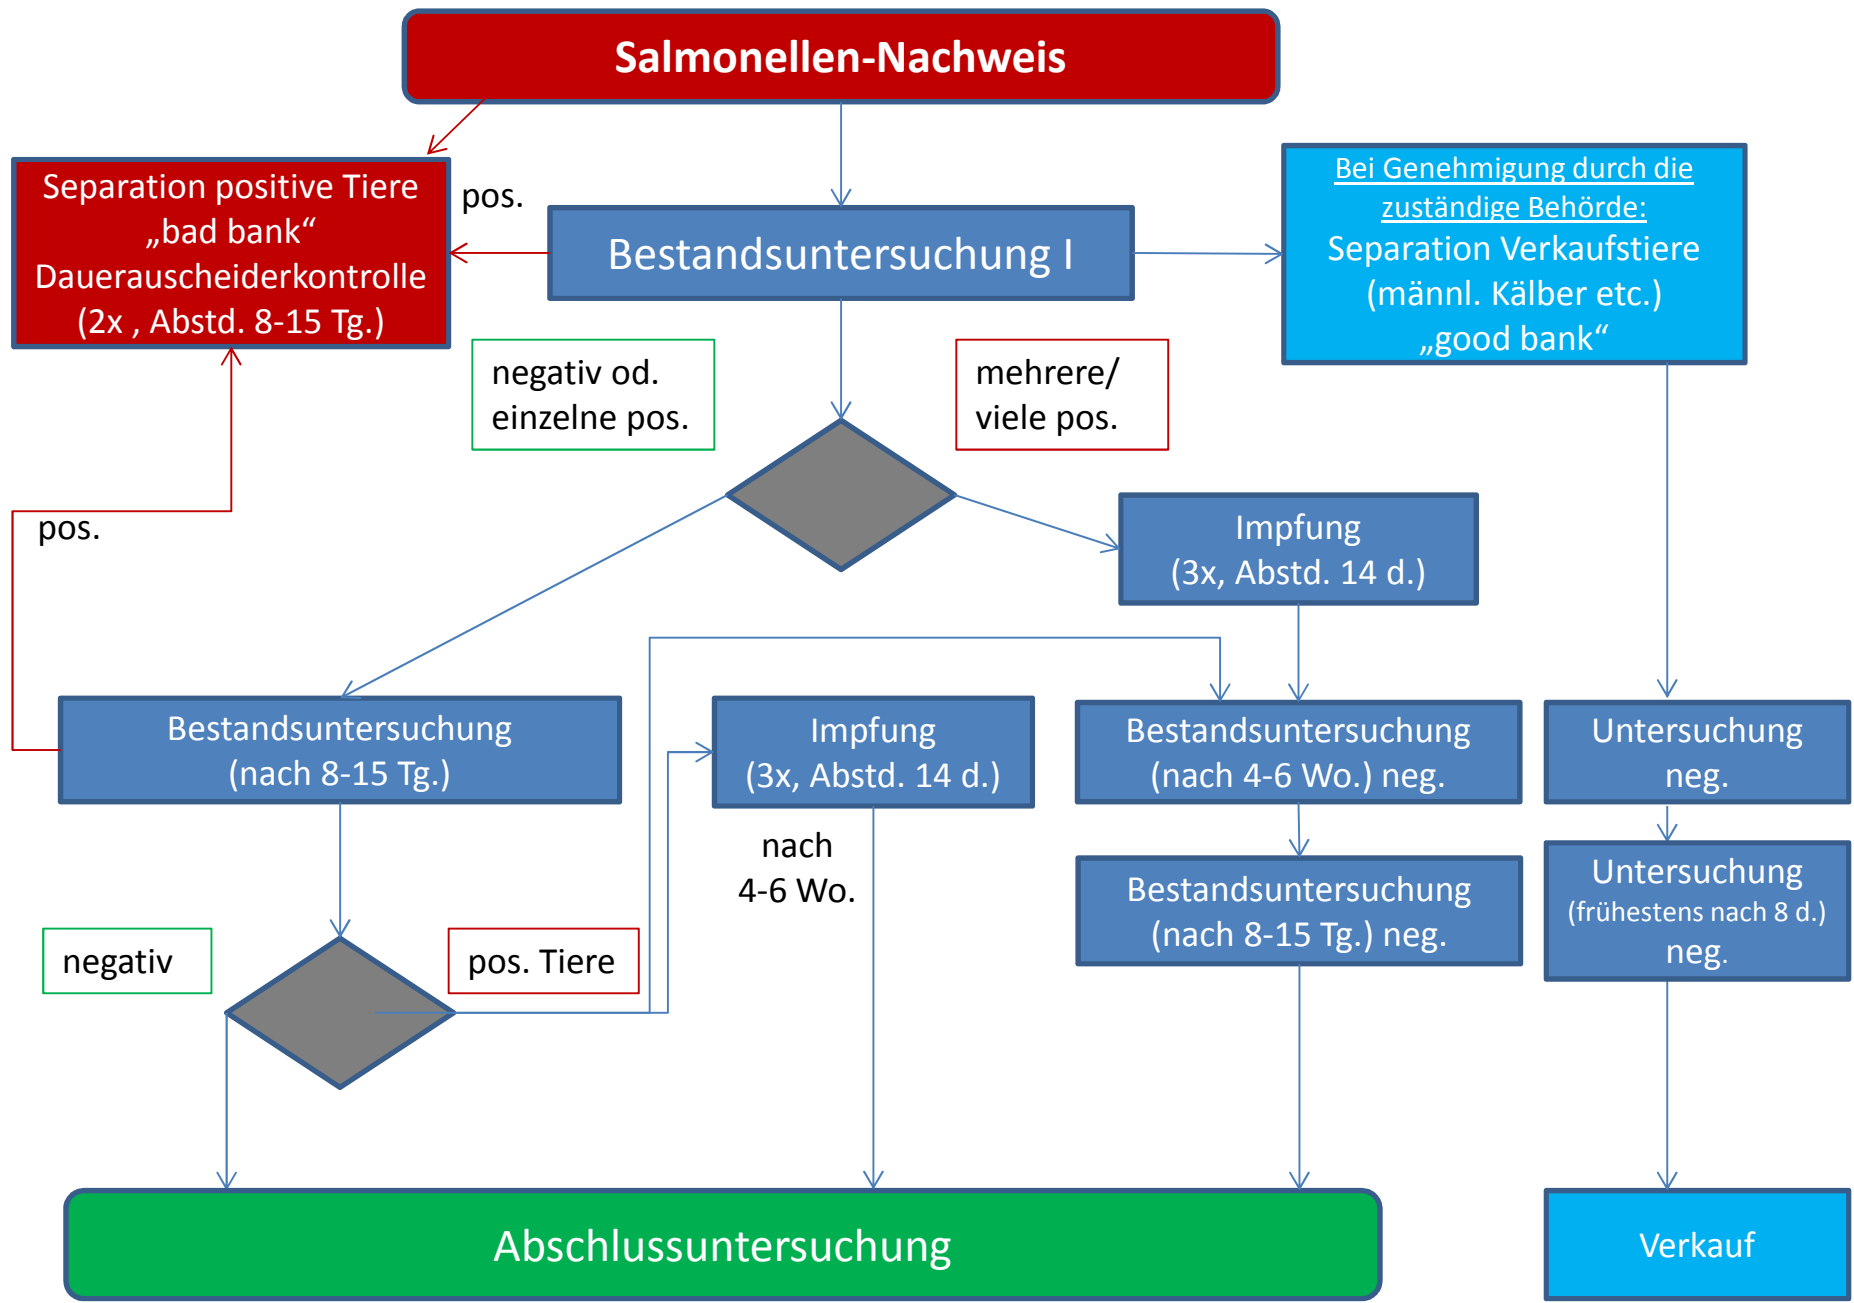 Salmonellen-Nachweis
Separation positive Tiere
„bad bank“
Dauerauscheiderkontrolle
(2x , Abstd. 8-15 Tg.)
pos.
Bestandsuntersuchung I
Bei Genehmigung durch die
zuständige Behörde:
Separation Verkaufstiere
(männl. Kälber etc.)
„good bank“
negativ od.
einzelne pos.
mehrere/
viele pos.
pos.
Impfung
(3x, Abstd. 14 d.)
Bestandsuntersuchung
(nach 8-15 Tg.)
Impfung
(3x, Abstd. 14 d.)
Bestandsuntersuchung
(nach 4-6 Wo.) neg.
Untersuchung
neg.
nach
4-6 Wo.
Bestandsuntersuchung
(nach 8-15 Tg.) neg.
Untersuchung
(frühestens nach 8 d.)
neg.
negativ
pos. Tiere
Abschlussuntersuchung
Verkauf